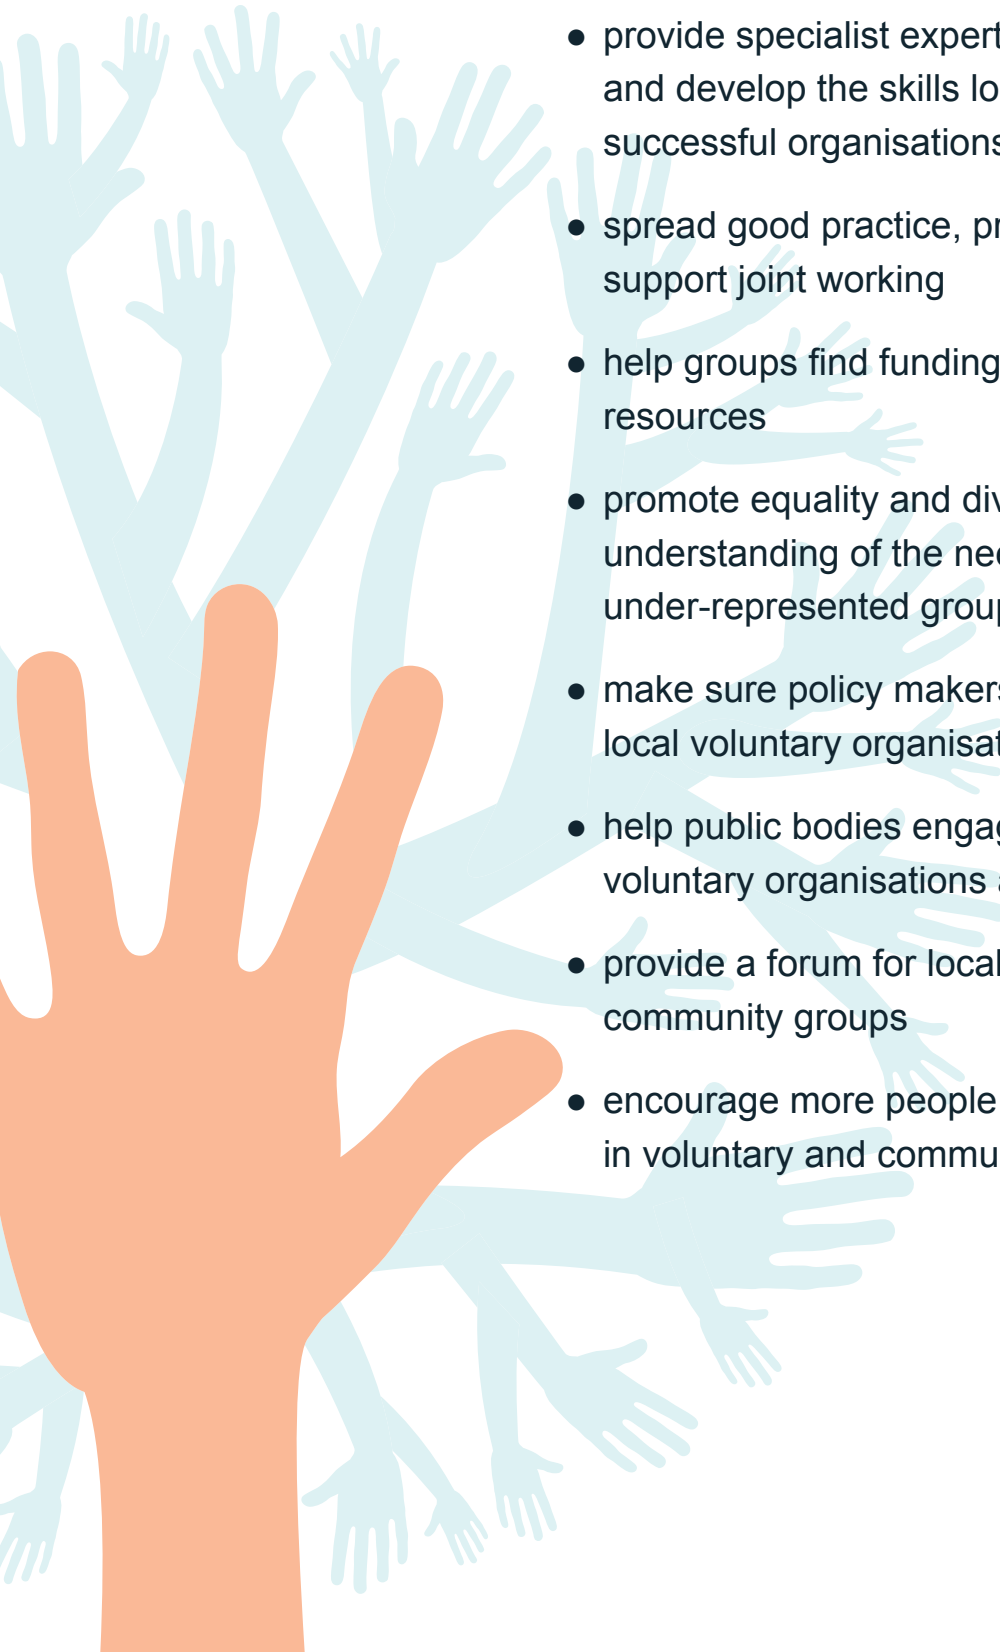 ● provide specialist expert
and develop the skills lo
successful organisations
● spread good practice, pr
support joint working
● help groups find funding
resources
● promote equality and div
understanding of the nee
under-represented group
● make sure policy makers
local voluntary organisat
● help public bodies engag
voluntary organisations a
● provide a forum for local
community groups
● encourage more people
in voluntary and commu